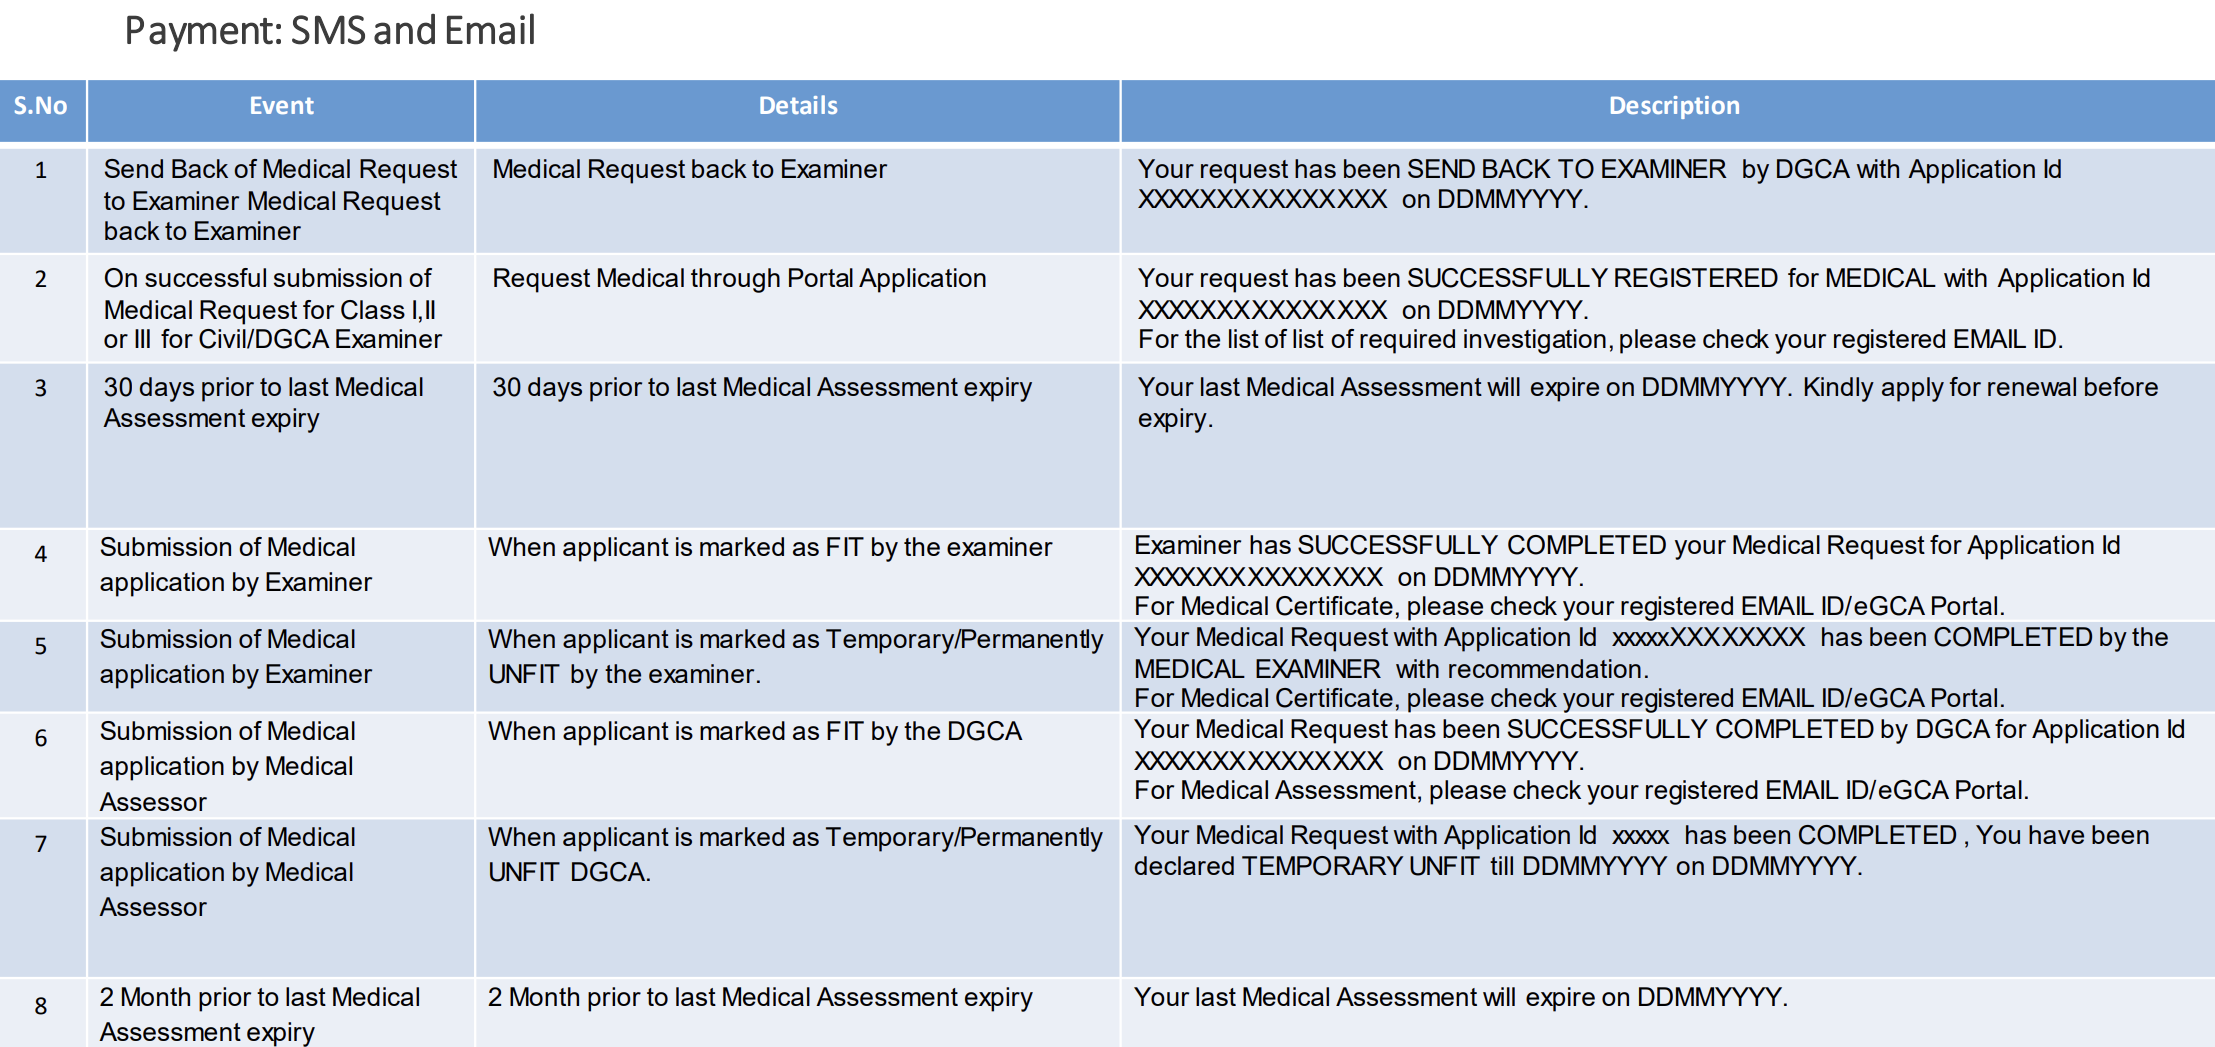 Payment: SMS and Email
S.No Event Details Description
1 Send Back of Medical Request Medical Request back to Examiner Your request has been SEND BACK TO EXAMINER by DGCA with Application Id
to Examiner Medical Request XXXXXXXXXXXXXXX on DDMMYYYY.
back to Examiner
2 On successful submission of Request Medical through Portal Application Your request has been SUCCESSFULLY REGISTERED for MEDICAL with Application Id
Medical Request for Class I,II XXXXXXXXXXXXXXX on DDMMYYYY.
or III for Civil/DGCA Examiner For the list of list of required investigation, please check your registered EMAIL ID.
3 30 days prior to last Medical 30 days prior to last Medical Assessment expiry Your last Medical Assessment will expire on DDMMYYYY. Kindly apply for renewal before
Assessment expiry expiry.
4 Submission of Medical When applicant is marked as FIT by the examiner Examiner has SUCCESSFULLY COMPLETED your Medical Request for Application Id
application by Examiner XXXXXXXXXXXXXXX on DDMMYYYY.
For Medical Certificate, please check your registered EMAIL ID/eGCA Portal.
5 Submission of Medical When applicant is marked as Temporary/Permanently Your Medical Request with Application Id xxxxxXXXXXXXX has been COMPLETED by the
application by Examiner UNFIT by the examiner. MEDICAL EXAMINER with recommendation.
For Medical Certificate, please check your registered EMAIL ID/eGCA Portal.
6 Submission of Medical When applicant is marked as FIT by the DGCA Your Medical Request has been SUCCESSFULLY COMPLETED by DGCA for Application Id
application by Medical XXXXXXXXXXXXXXX on DDMMYYYY.
Assessor For Medical Assessment, please check your registered EMAIL ID/eGCA Portal.
7 Submission of Medical When applicant is marked as Temporary/Permanently Your Medical Request with Application Id xxxxx has been COMPLETED , You have been
application by Medical UNFIT DGCA. declared TEMPORARY UNFIT till DDMMYYYY on DDMMYYYY.
Assessor
8 2 Month prior to last Medical 2 Month prior to last Medical Assessment expiry Your last Medical Assessment will expire on DDMMYYYY.
Assessment expiry